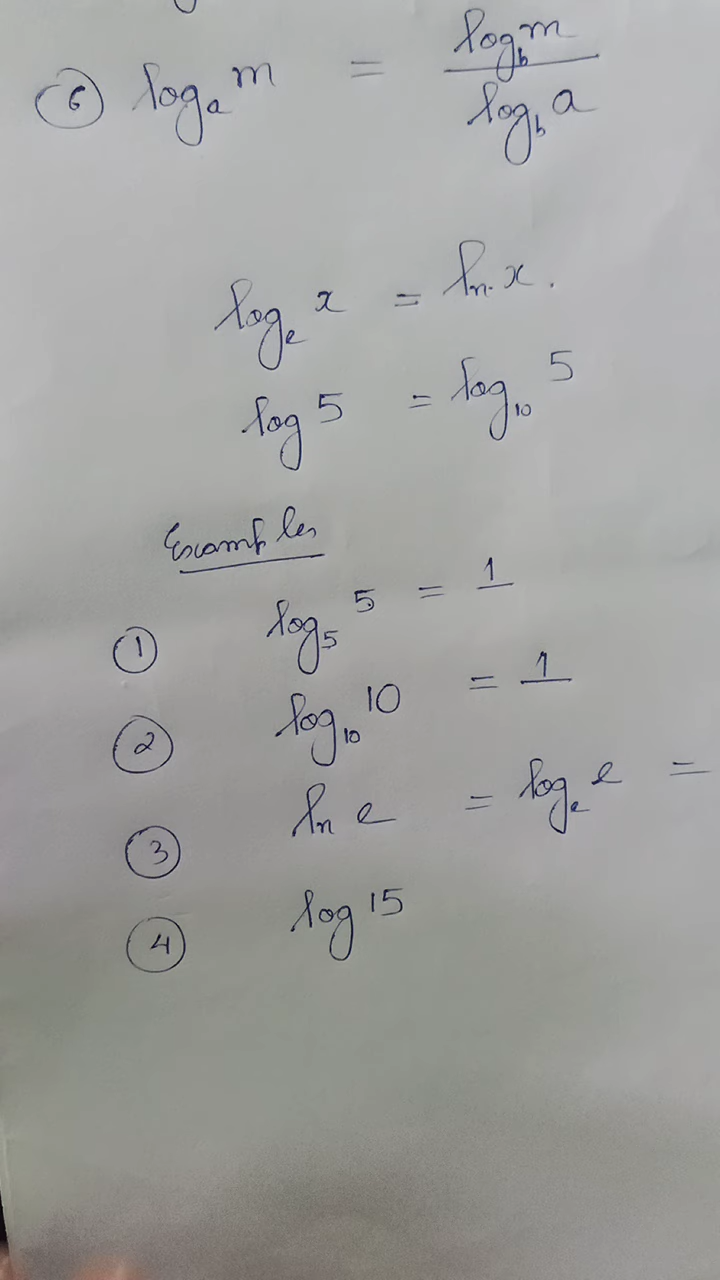 ⑥ logₐ m = log_b m / log_b a
logₑ x = ln x.
log 5 = log₁₀ 5
Examples
① log₅ 5 = 1
② log₁₀ 10 = 1
③ ln e = logₑ e =
④ log 15